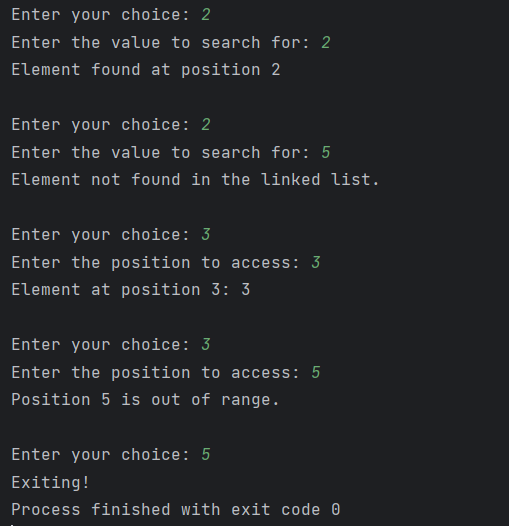 Enter your choice: 2
Enter the value to search for: 2
Element found at position 2
Enter your choice: 2
Enter the value to search for: 5
Element not found in the linked list.
Enter your choice: 3
Enter the position to access: 3
Element at position 3: 3
Enter your choice: 3
Enter the position to access: 5
Position 5 is out of range.
Enter your choice: 5
Exiting!
Process finished with exit code 0